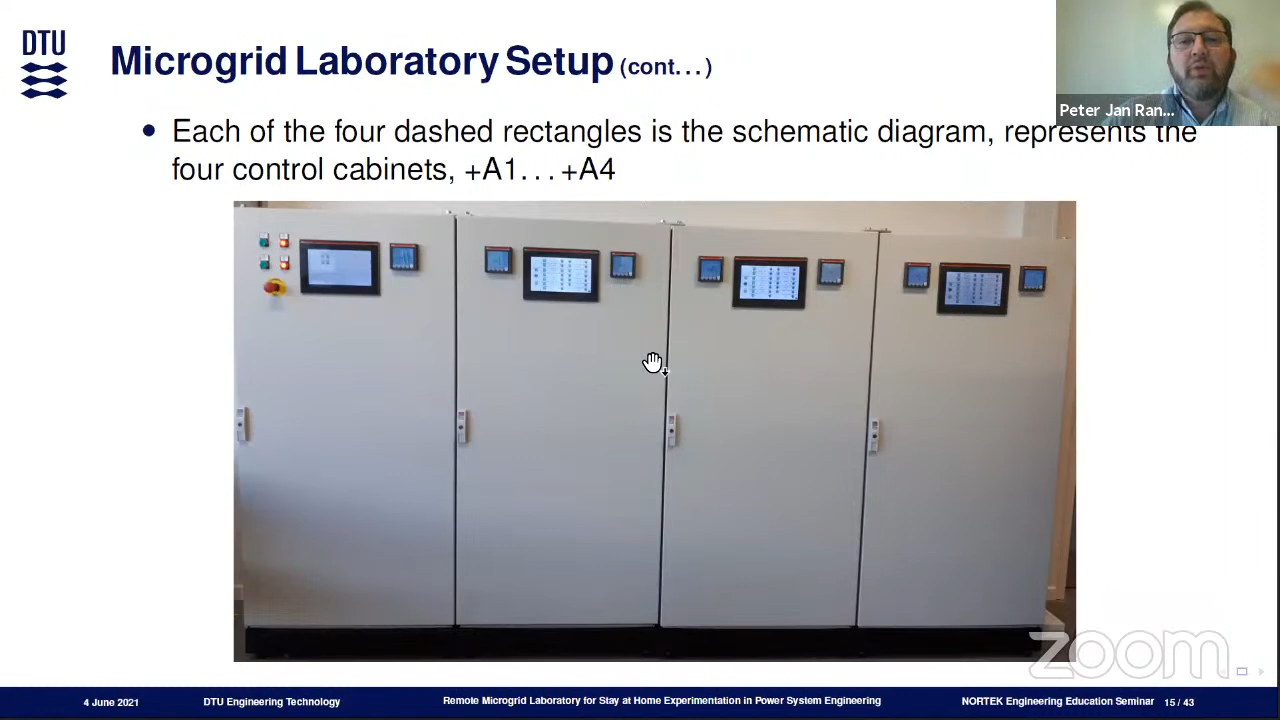 DTU
Microgrid Laboratory Setup (cont...)
Peter Jan Ran...
• Each of the four dashed rectangles is the schematic diagram, represents the
four control cabinets, +A1...+A4
zoom
4 June 2021
DTU Engineering Technology
Remote Microgrid Laboratory for Stay at Home Experimentation in Power System Engineering
NORTEK Engineering Education Seminar
15 / 43